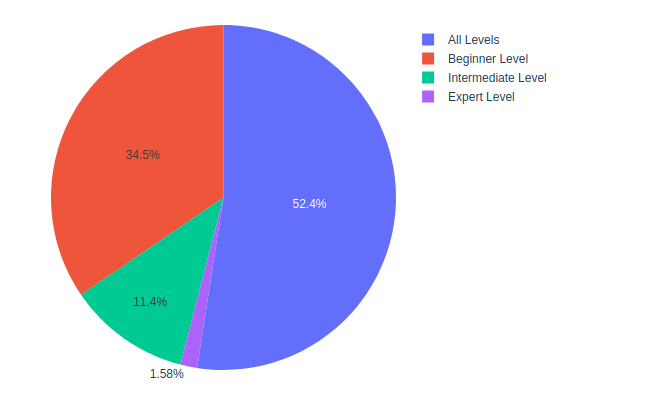 All Levels
Beginner Level
Intermediate Level
Expert Level
34.5%
52.4%
11.4%
1.58%